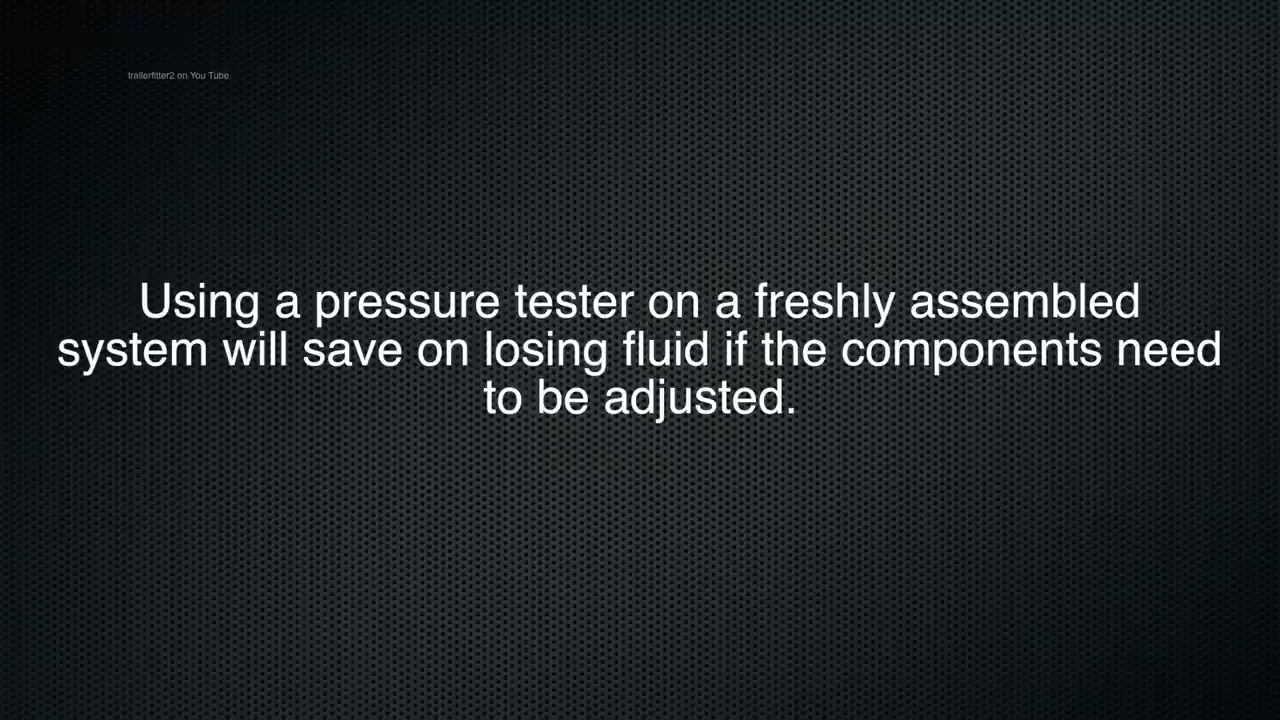 trailerfitter2 on You Tube
Using a pressure tester on a freshly assembled
system will save on losing fluid if the components need
to be adjusted.